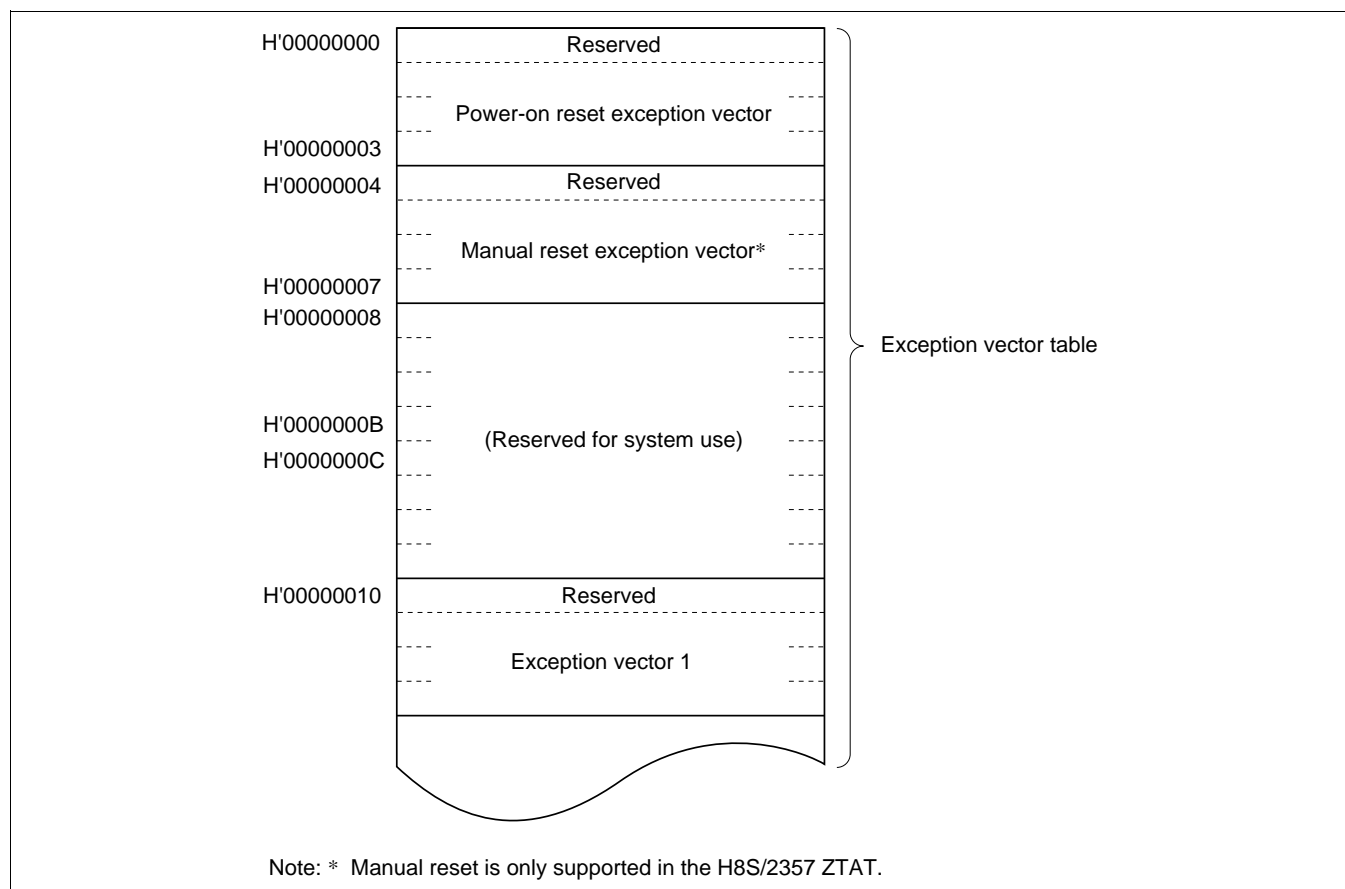 H'00000000 Reserved
Power-on reset exception vector
H'00000003
H'00000004 Reserved
Manual reset exception vector*
H'00000007
H'00000008
Exception vector table
H'0000000B
(Reserved for system use)
H'0000000C
H'00000010 Reserved
Exception vector 1
Note: * Manual reset is only supported in the H8S/2357 ZTAT.